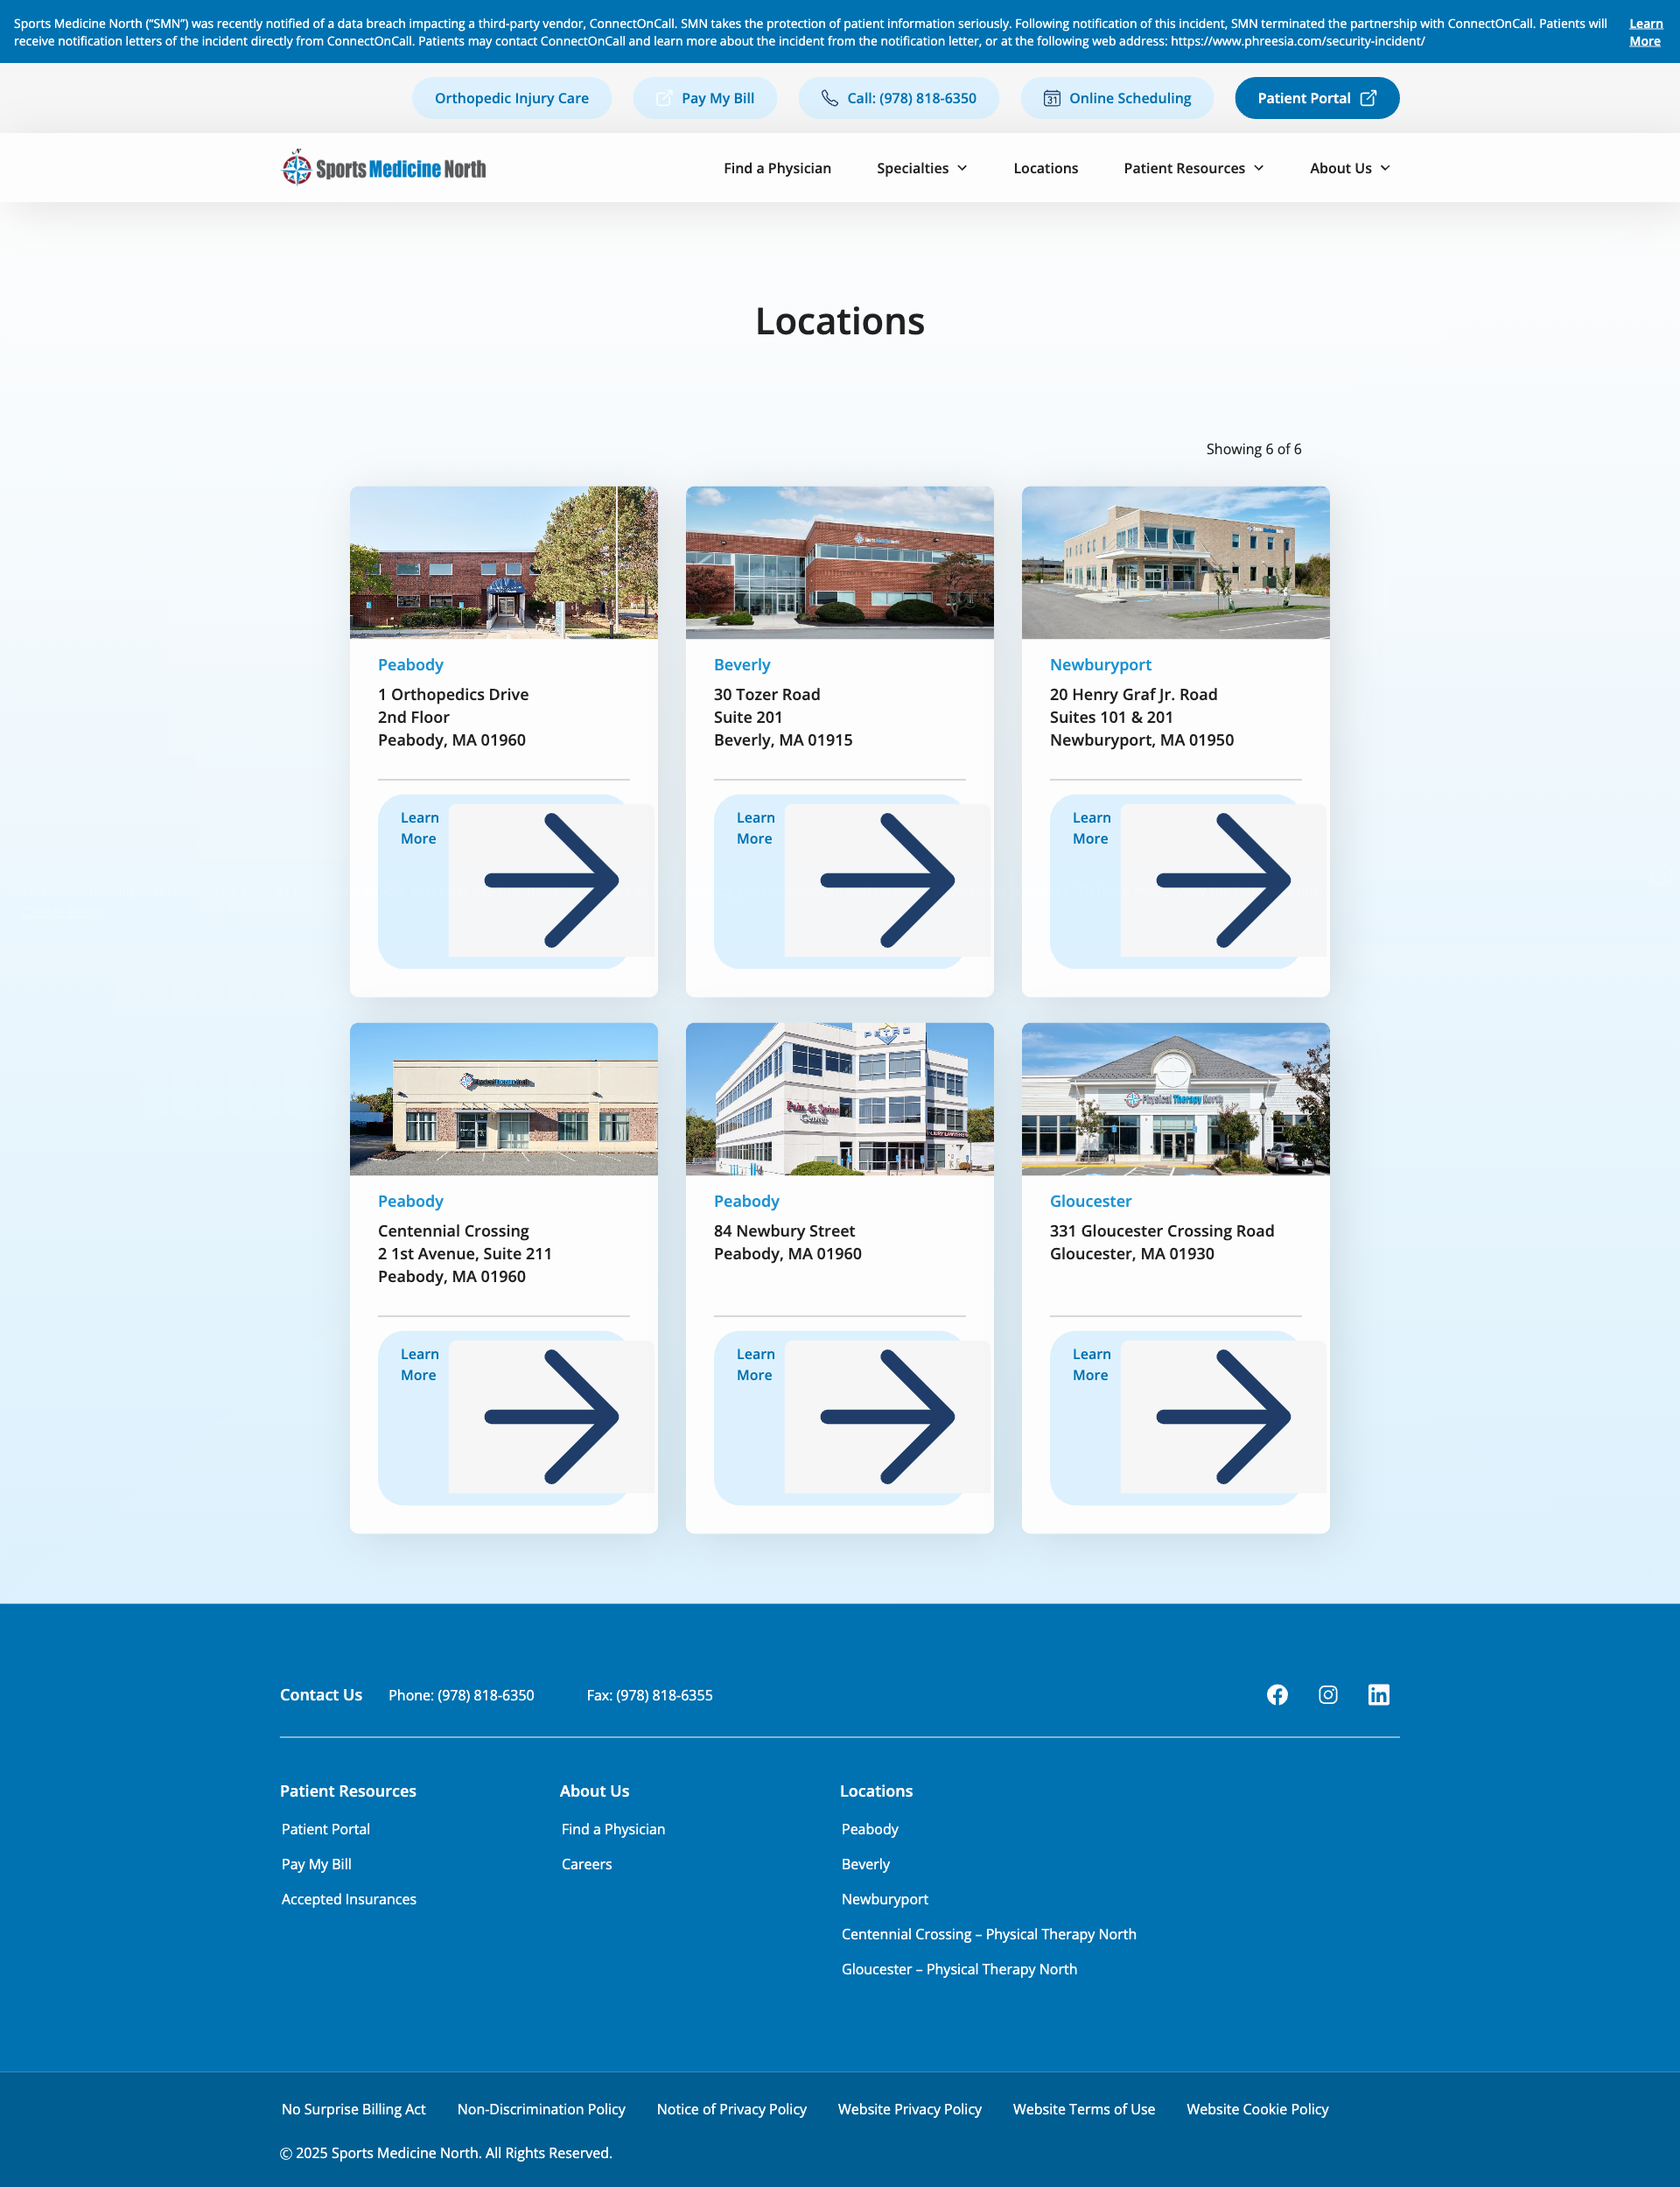 Sports Medicine North (“SMN”) was recently notified of a data breach impacting a third-party vendor, ConnectOnCall. SMN takes the protection of patient information seriously. Following notification of this incident, SMN terminated the partnership with ConnectOnCall. Patients will
receive notification letters of the incident directly from ConnectOnCall. Patients may contact ConnectOnCall and learn more about the incident from the notification letter, or at the following web address: https://www.phreesia.com/security-incident/
Learn
More
Orthopedic Injury Care
Pay My Bill
Call: (978) 818-6350
31
Online Scheduling
Patient Portal
Sports Medicine North
Find a Physician
Specialties
Locations
Patient Resources
About Us
Locations
Showing 6 of 6
Peabody
1 Orthopedics Drive
2nd Floor
Peabody, MA 01960
Learn
More
Beverly
30 Tozer Road
Suite 201
Beverly, MA 01915
Learn
More
Newburyport
20 Henry Graf Jr. Road
Suites 101 & 201
Newburyport, MA 01950
Learn
More
Peabody
Centennial Crossing
2 1st Avenue, Suite 211
Peabody, MA 01960
Learn
More
PETRO
Pain & Spine
Center
Peabody
84 Newbury Street
Peabody, MA 01960
Learn
More
Physical Therapy North
Gloucester
331 Gloucester Crossing Road
Gloucester, MA 01930
Learn
More
Contact Us
Phone: (978) 818-6350
Fax: (978) 818-6355
Patient Resources
Patient Portal
Pay My Bill
Accepted Insurances
About Us
Find a Physician
Careers
Locations
Peabody
Beverly
Newburyport
Centennial Crossing – Physical Therapy North
Gloucester – Physical Therapy North
No Surprise Billing Act
Non-Discrimination Policy
Notice of Privacy Policy
Website Privacy Policy
Website Terms of Use
Website Cookie Policy
© 2025 Sports Medicine North. All Rights Reserved.